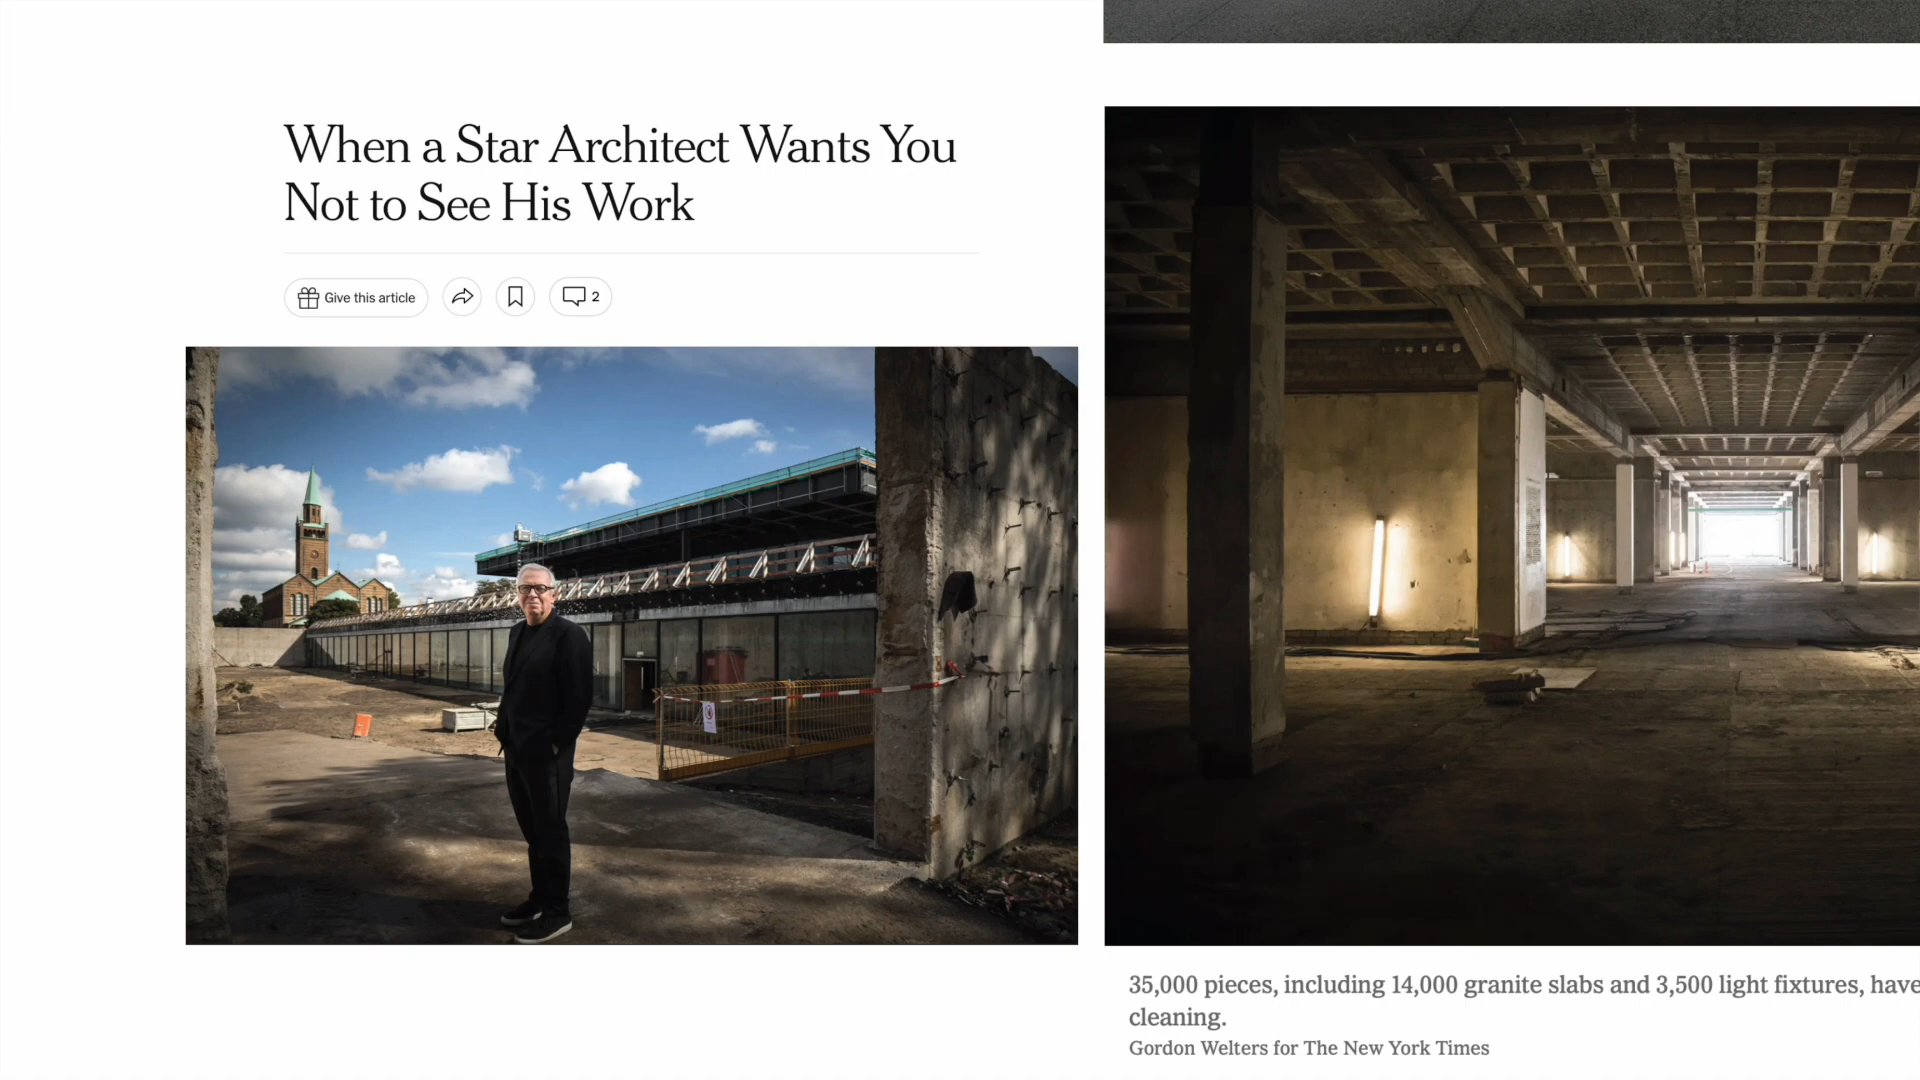 When a Star Architect Wants You
Not to See His Work
Give this article
2
35,000 pieces, including 14,000 granite slabs and 3,500 light fixtures, have
cleaning.
Gordon Welters for The New York Times